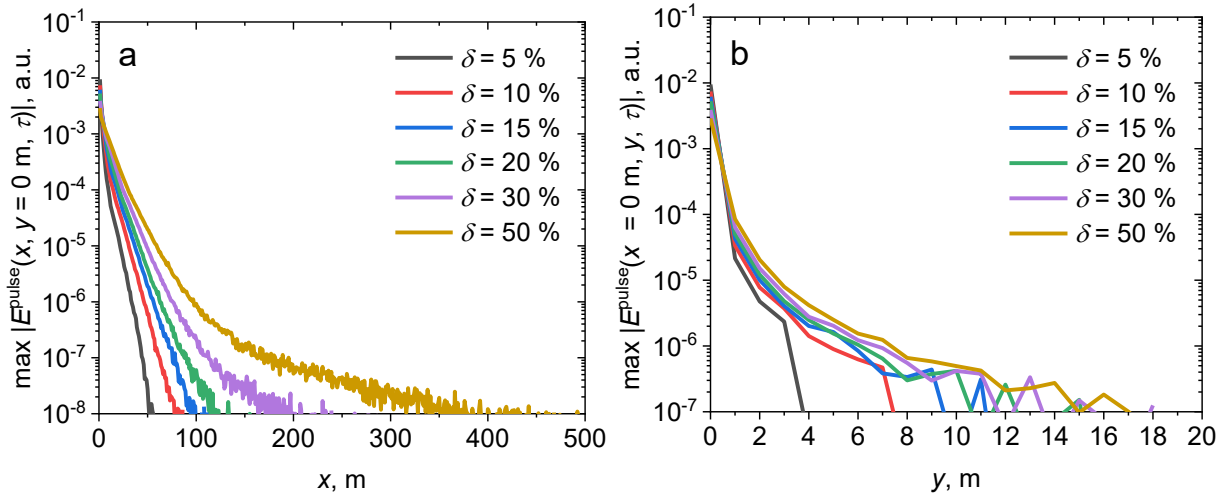 a
max |E^pulse(x, y = 0 m, τ)|, a.u.
10^-1
10^-2
10^-3
10^-4
10^-5
10^-6
10^-7
10^-8
δ = 5 %
δ = 10 %
δ = 15 %
δ = 20 %
δ = 30 %
δ = 50 %
0 100 200 300 400 500
x, m
b
max |E^pulse(x = 0 m, y, τ)|, a.u.
10^-1
10^-2
10^-3
10^-4
10^-5
10^-6
10^-7
δ = 5 %
δ = 10 %
δ = 15 %
δ = 20 %
δ = 30 %
δ = 50 %
0 2 4 6 8 10 12 14 16 18 20
y, m